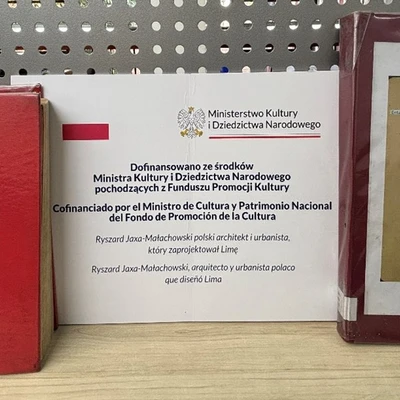 Ministerstwo Kultury
i Dziedzictwa Narodowego
Dofinansowano ze środków
Ministra Kultury i Dziedzictwa Narodowego
pochodzących z Funduszu Promocji Kultury
Cofinanciado por el Ministro de Cultura y Patrimonio Nacional
del Fondo de Promoción de la Cultura
Ryszard Jaxa-Małachowski polski architekt i urbanista,
który zaprojektował Limę
Ryszard Jaxa-Małachowski, arquitecto y urbanista polaco
que diseñó Lima